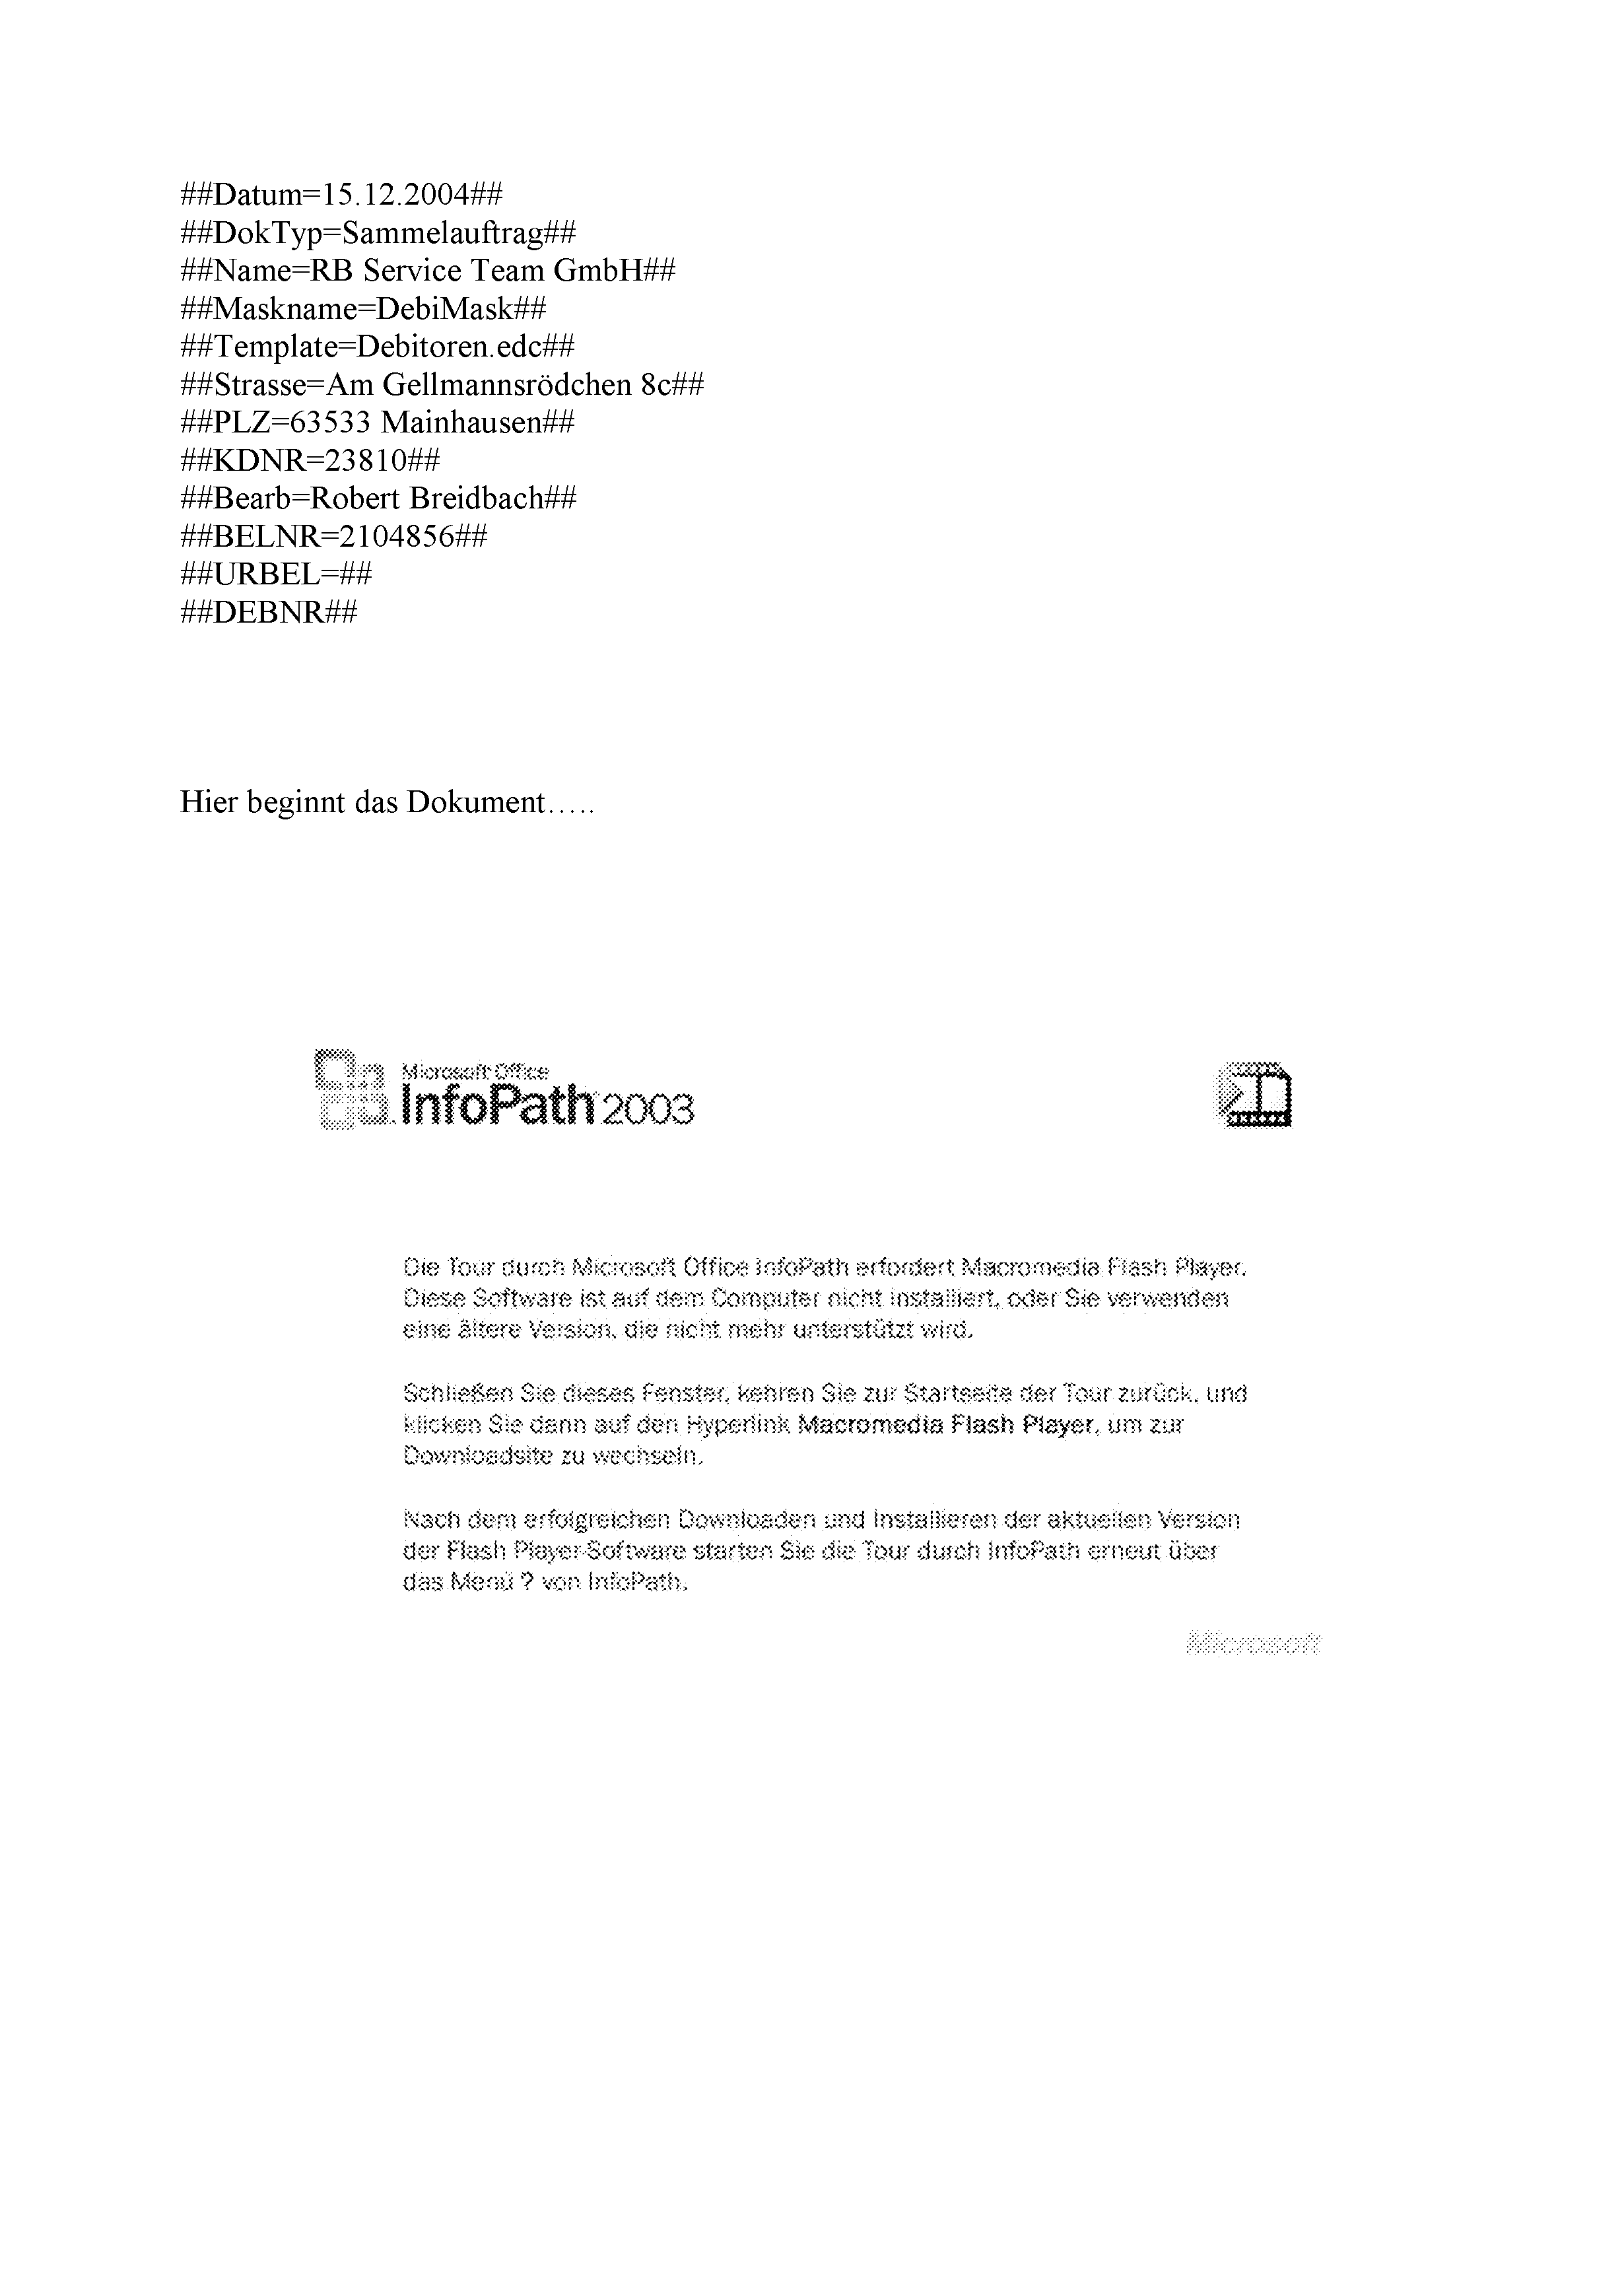 ##Datum=15.12.2004##
##DokTyp=Sammelauftrag##
##Name=RB Service Team GmbH##
##Maskname=DebiMask##
##Template=Debitoren.edc##
##Strasse=Am Gellmannsrödchen 8c##
##PLZ=63533 Mainhausen##
##KDNR=23810##
##Bearb=Robert Breidbach##
##BELNR=2104856##
##URBEL=##
##DEBNR##
Hier beginnt das Dokument…..
Microsoft Office
InfoPath 2003
Die Tour durch Microsoft Office InfoPath erfordert Macromedia Flash Player.
Diese Software ist auf dem Computer nicht installiert, oder Sie verwenden
eine ältere Version, die nicht mehr unterstützt wird.
Schließen Sie dieses Fenster, kehren Sie zur Startseite der Tour zurück, und
klicken Sie dann auf den Hyperlink Macromedia Flash Player, um zur
Downloadsite zu wechseln.
Nach dem erfolgreichen Downloaden und Installieren der aktuellen Version
der Flash Player-Software starten Sie die Tour durch InfoPath erneut über
das Menü ? von InfoPath.
Microsoft